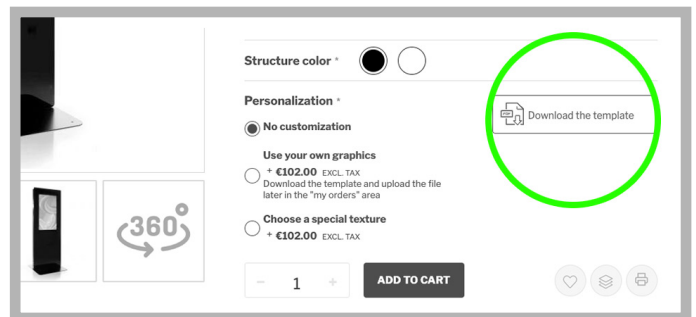 Structure color *
Personalization *
No customization
Use your own graphics
+ €102.00 EXCL. TAX
Download the template and upload the file
later in the "my orders" area
Choose a special texture
+ €102.00 EXCL. TAX
PDF
Download the template
360°
- 1 +
ADD TO CART